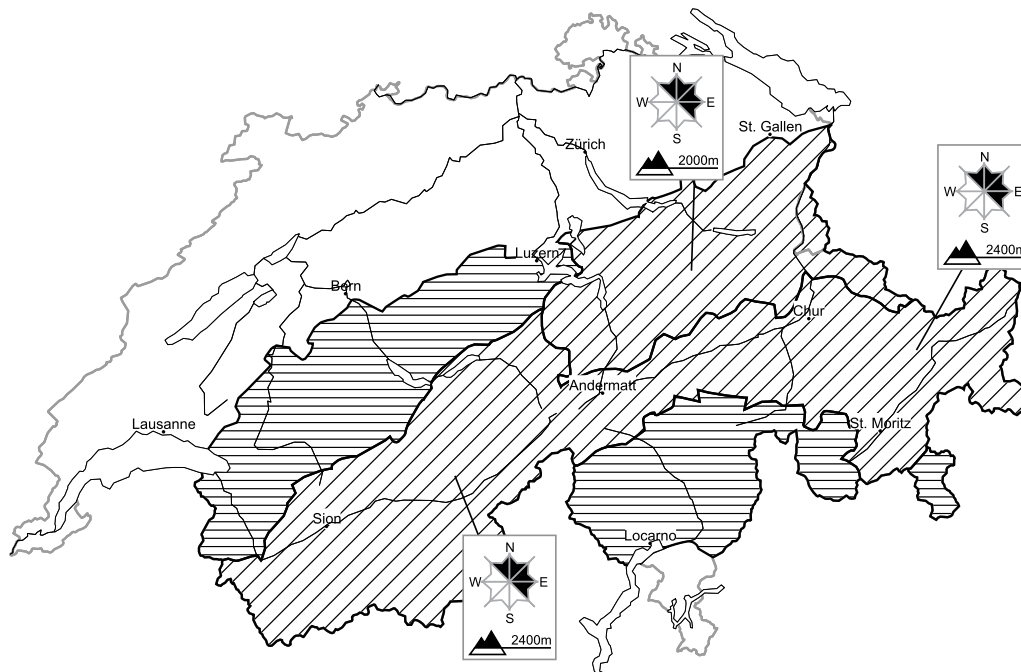 N
W E
S
2000m
St. Gallen
Zürich
N
W E
S
2400m
Luzern
Bern
Chur
Andermatt
Lausanne
St. Moritz
Sion
Locarno
N
W E
S
2400m